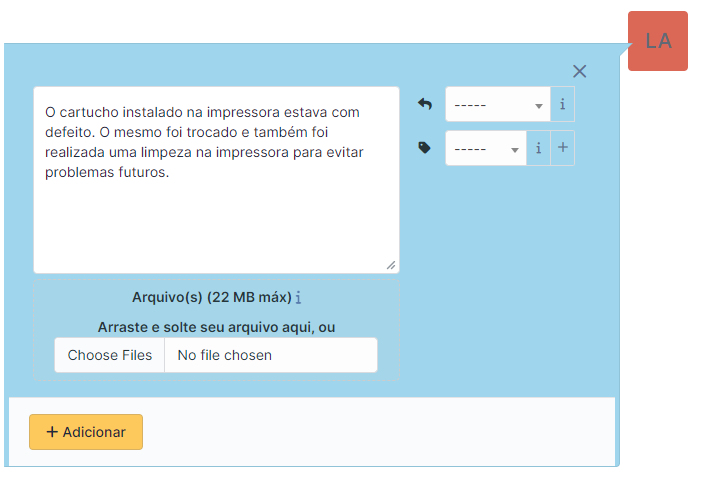 LA
O cartucho instalado na impressora estava com
defeito. O mesmo foi trocado e também foi
realizada uma limpeza na impressora para evitar
problemas futuros.
-----
-----
Arquivo(s) (22 MB máx)
Arraste e solte seu arquivo aqui, ou
Choose Files No file chosen
+ Adicionar